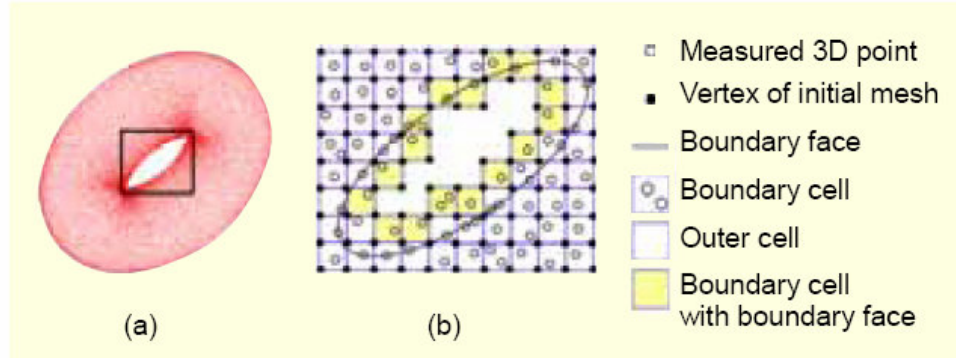 Measured 3D point
Vertex of initial mesh
Boundary face
Boundary cell
Outer cell
Boundary cell
with boundary face
(a)
(b)